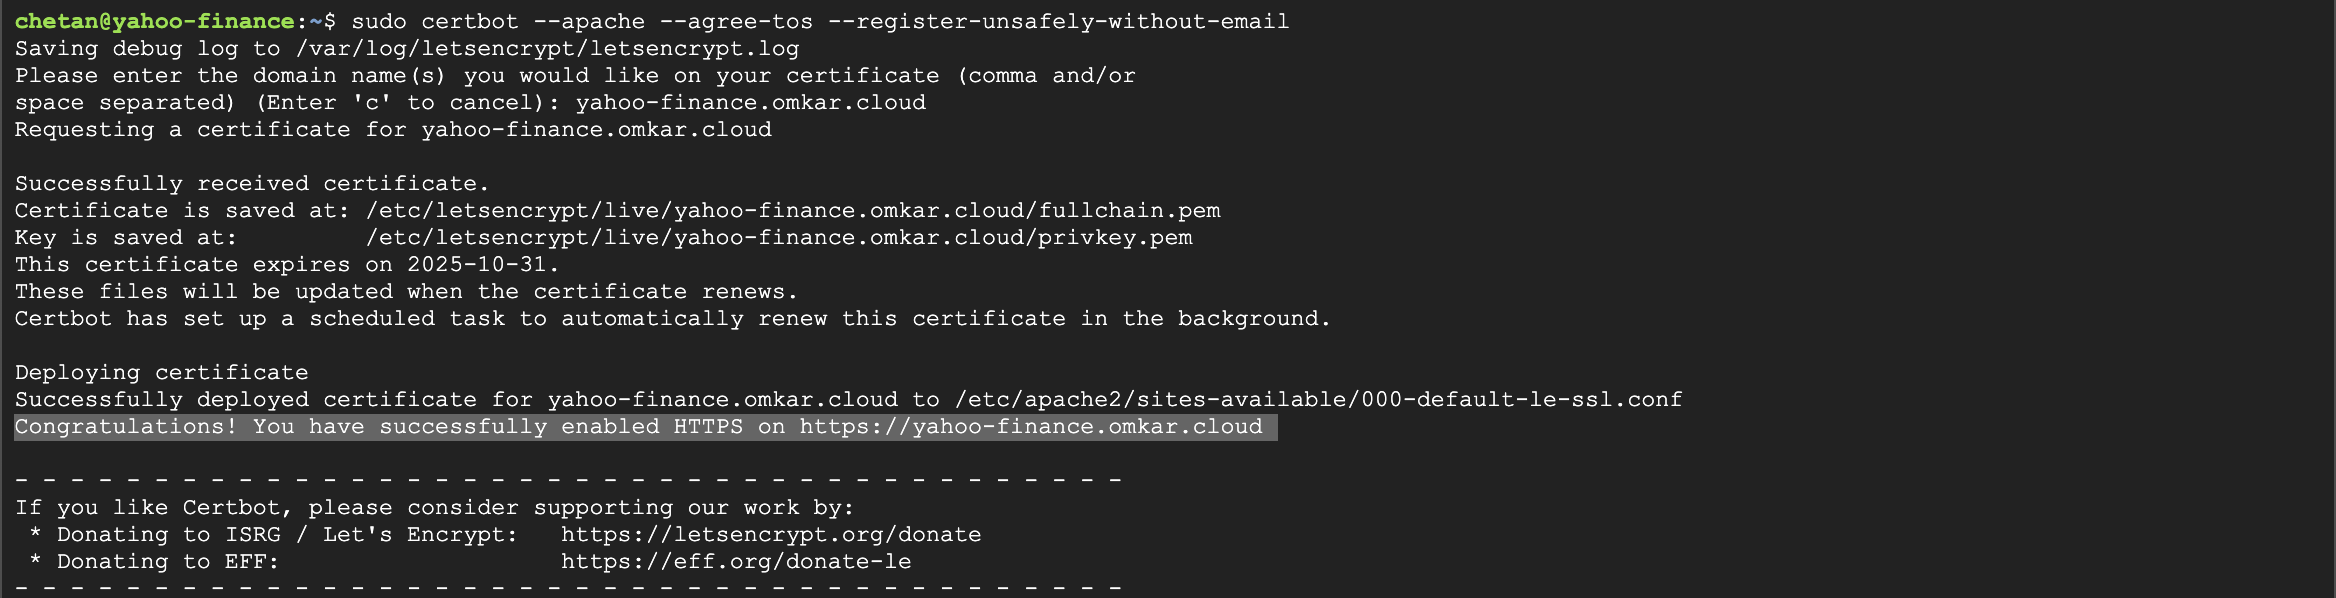 chetan@yahoo-finance:~$ sudo certbot --apache --agree-tos --register-unsafely-without-email
Saving debug log to /var/log/letsencrypt/letsencrypt.log
Please enter the domain name(s) you would like on your certificate (comma and/or
space separated) (Enter 'c' to cancel): yahoo-finance.omkar.cloud
Requesting a certificate for yahoo-finance.omkar.cloud

Successfully received certificate.
Certificate is saved at: /etc/letsencrypt/live/yahoo-finance.omkar.cloud/fullchain.pem
Key is saved at:         /etc/letsencrypt/live/yahoo-finance.omkar.cloud/privkey.pem
This certificate expires on 2025-10-31.
These files will be updated when the certificate renews.
Certbot has set up a scheduled task to automatically renew this certificate in the background.

Deploying certificate
Successfully deployed certificate for yahoo-finance.omkar.cloud to /etc/apache2/sites-available/000-default-le-ssl.conf
Congratulations! You have successfully enabled HTTPS on https://yahoo-finance.omkar.cloud

- - - - - - - - - - - - - - - - - - - - - - - - - - - - - - - - - - - - - - - -
If you like Certbot, please consider supporting our work by:
 * Donating to ISRG / Let's Encrypt:   https://letsencrypt.org/donate
 * Donating to EFF:                    https://eff.org/donate-le
- - - - - - - - - - - - - - - - - - - - - - - - - - - - - - - - - - - - - - - -